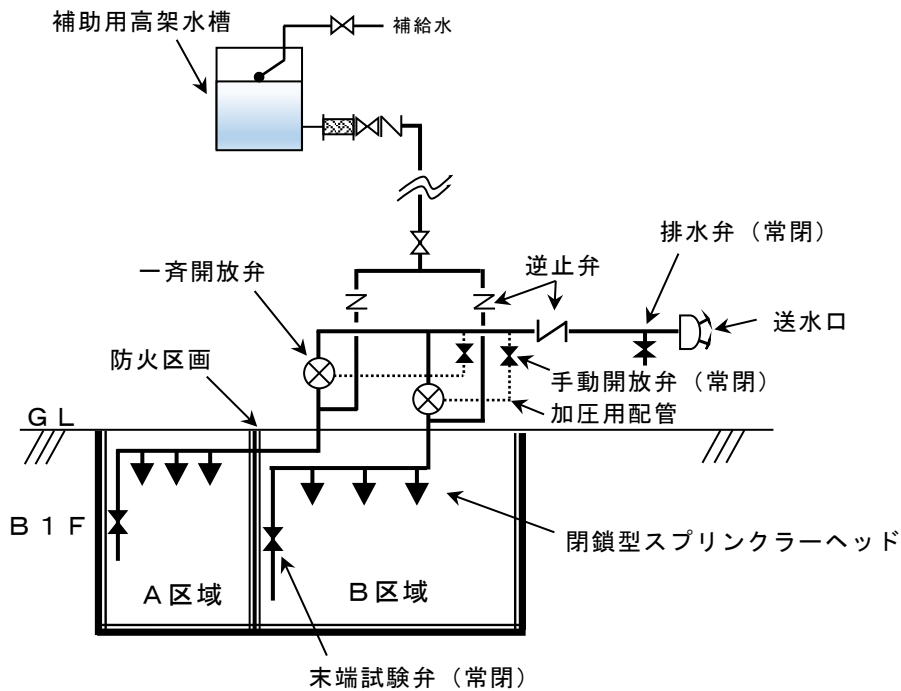 補助用高架水槽
補給水
排水弁（常閉）
逆止弁
一斉開放弁
送水口
防火区画
手動開放弁（常閉）
加圧用配管
ＧＬ
Ｂ１Ｆ
閉鎖型スプリンクラーヘッド
Ａ区域
Ｂ区域
末端試験弁（常閉）